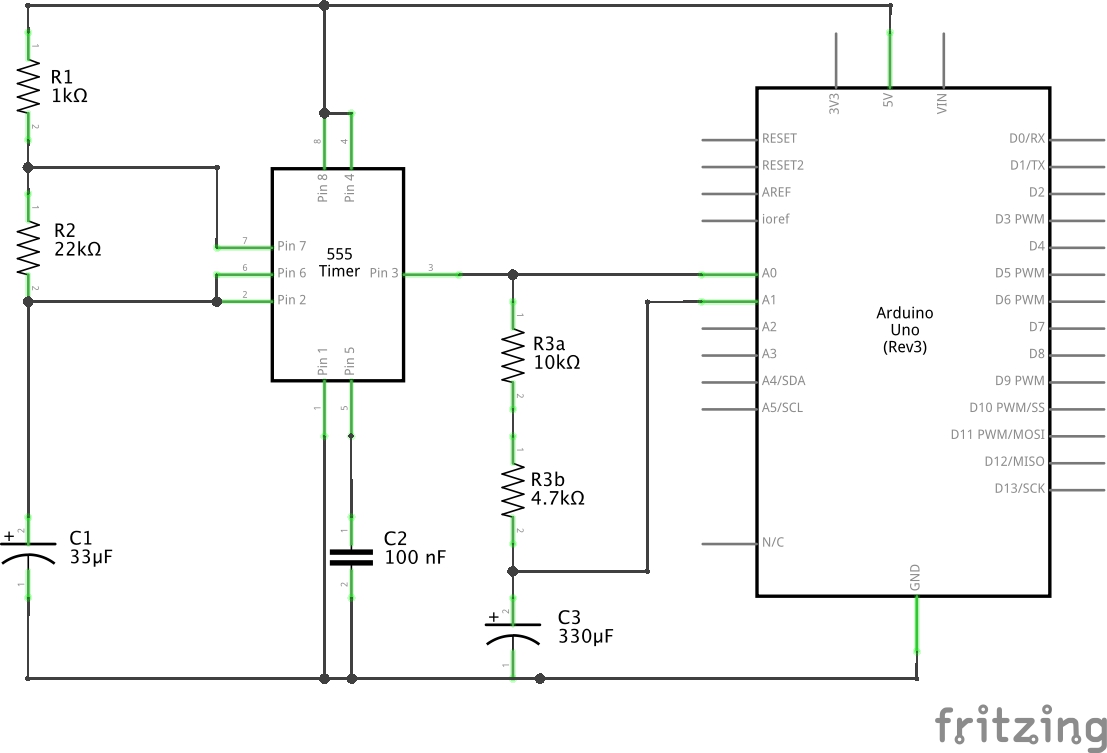 1
R1
1kΩ
2
1
R2
22kΩ
2
8
4
Pin 8
Pin 4
7
Pin 7
6
Pin 6
2
Pin 2
555
Timer
Pin 3
3
Pin 1
Pin 5
1
5
+
2
C1
33µF
1
1
C2
100 nF
2
1
R3a
10kΩ
2
1
R3b
4.7kΩ
2
+
2
C3
330µF
1
3V3
5V
VIN
RESET
RESET2
AREF
ioref
A0
A1
A2
A3
A4/SDA
A5/SCL
N/C
Arduino
Uno
(Rev3)
D0/RX
D1/TX
D2
D3 PWM
D4
D5 PWM
D6 PWM
D7
D8
D9 PWM
D10 PWM/SS
D11 PWM/MOSI
D12/MISO
D13/SCK
GND
fritzing